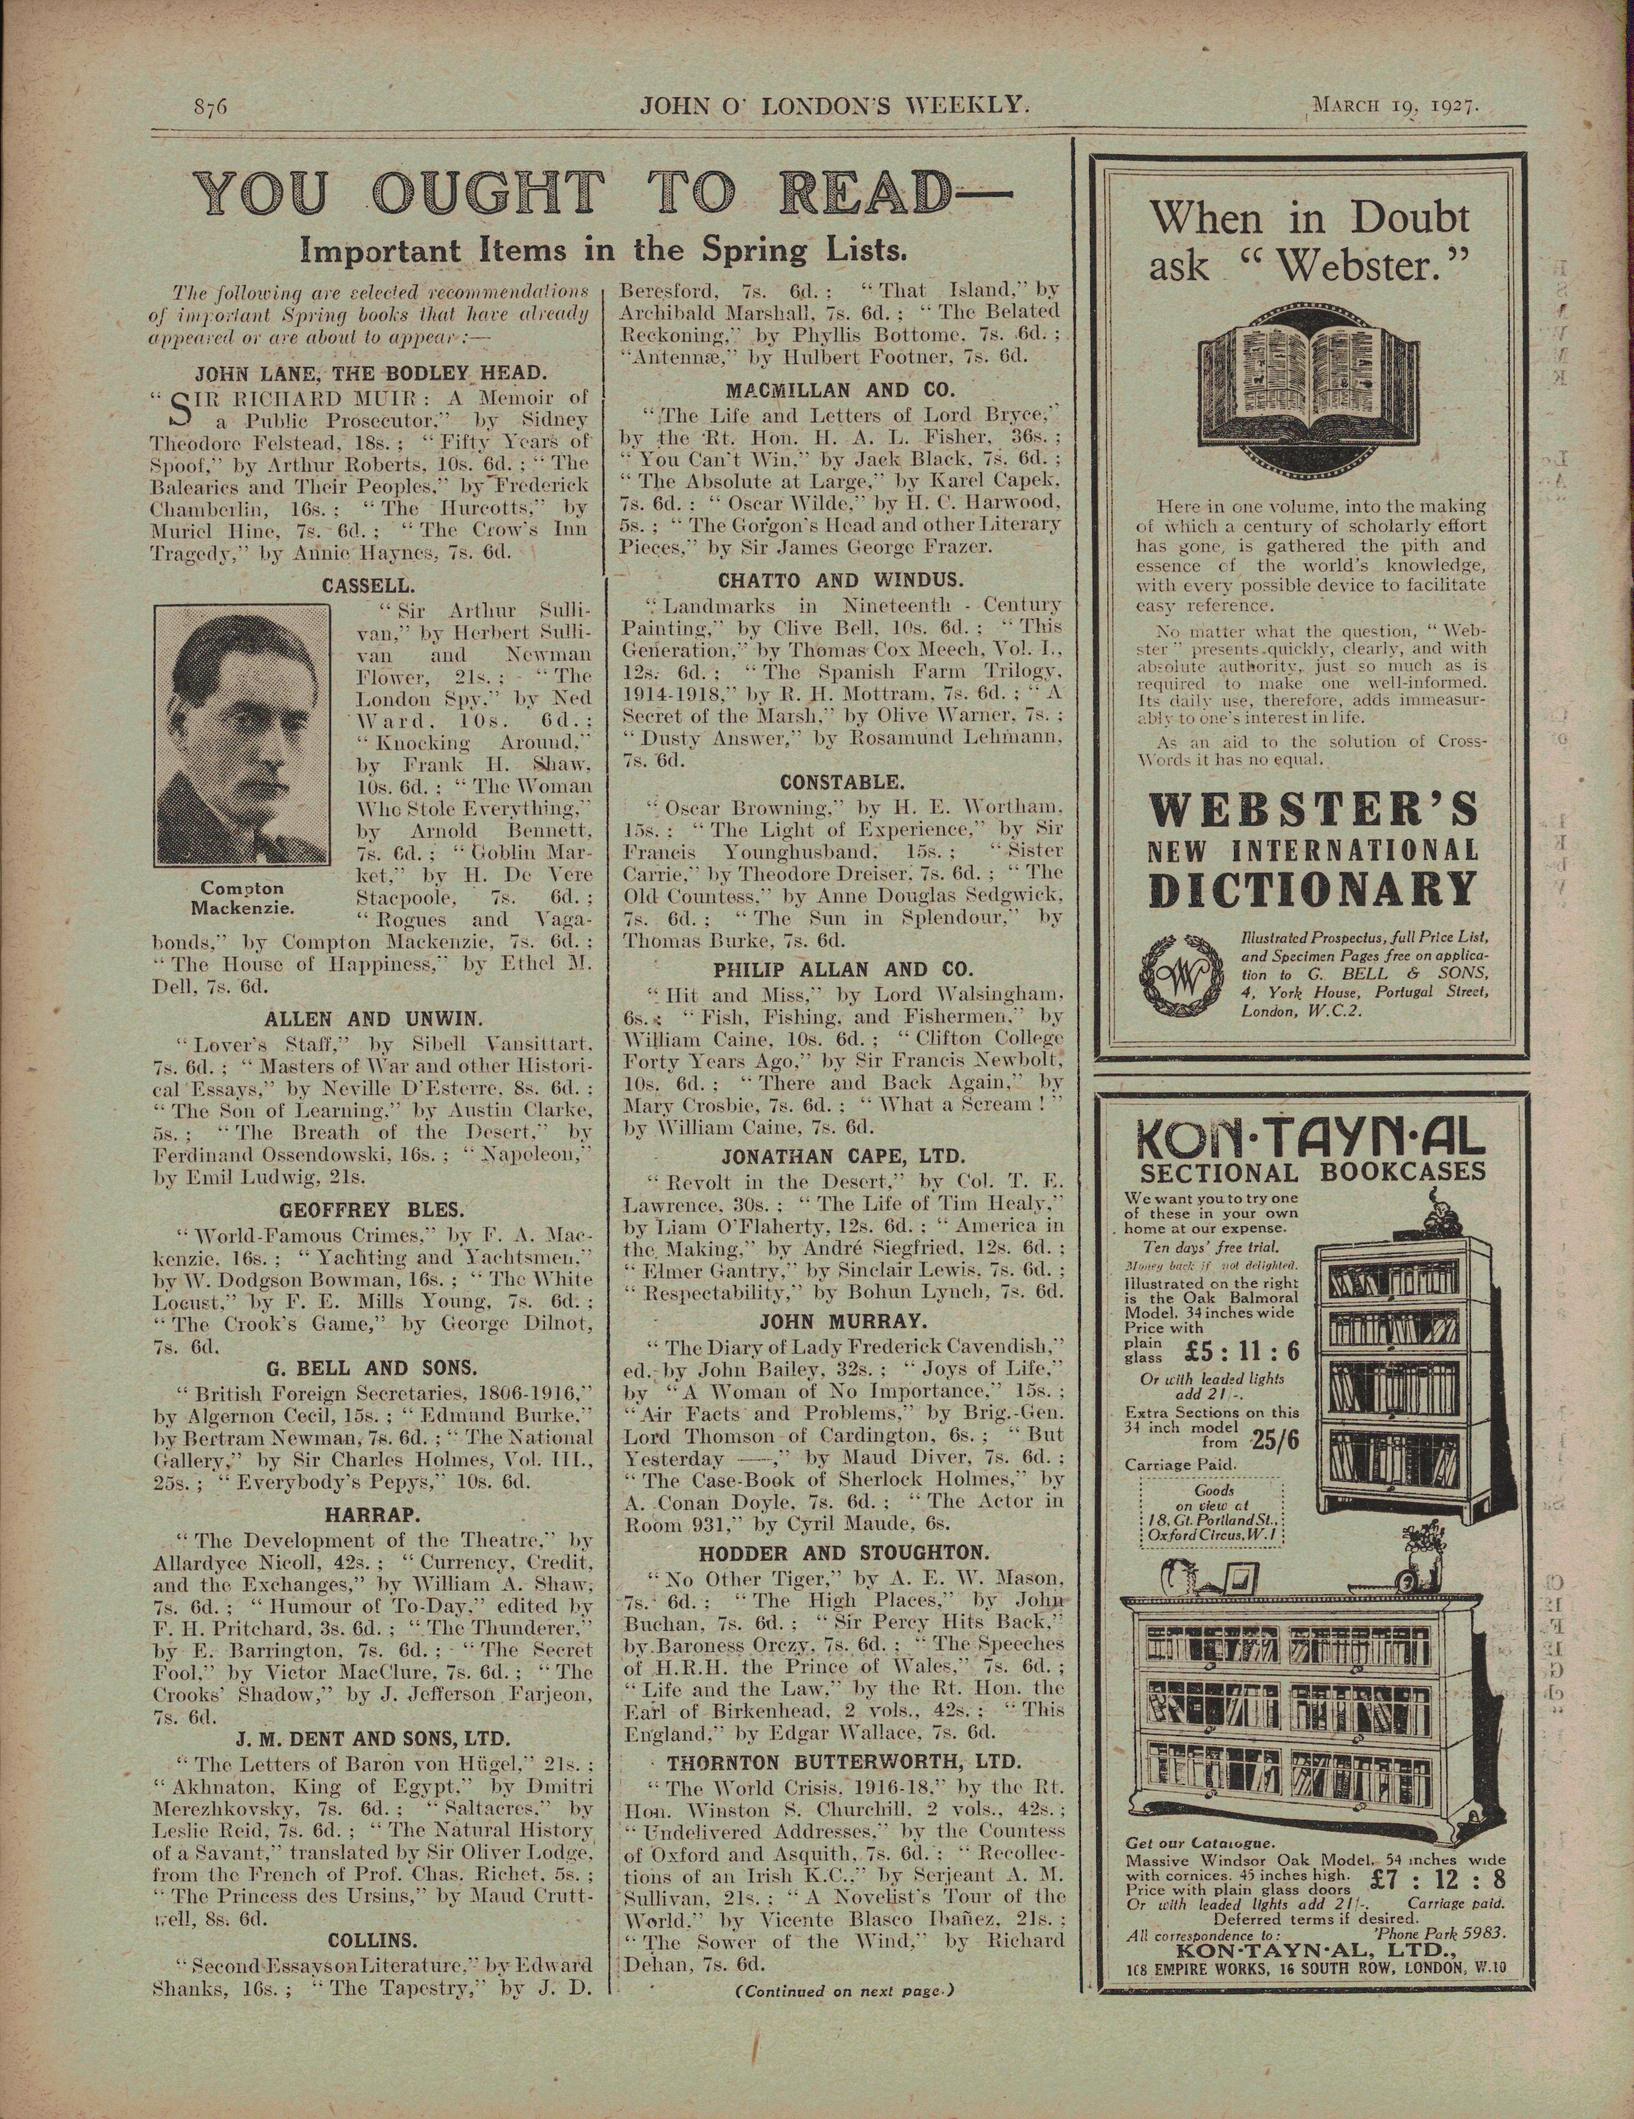 876
JOHN O' LONDON'S WEEKLY.
MARCH 19, 1927.
YOU OUGHT TO READ—
Important Items in the Spring Lists.
The following are selected recommendations
of important Spring books that have already
appeared or are about to appear:—
JOHN LANE, THE BODLEY HEAD.
“SIR RICHARD MUIR: A Memoir of
a Public Prosecutor,” by Sidney
Theodore Felstead, 18s.; “Fifty Years of
Spoof,” by Arthur Roberts, 10s. 6d.; “The
Balearics and Their Peoples,” by Frederick
Chamberlin, 16s.; “The Hurcotts,” by
Muriel Hine, 7s. 6d.; “The Crow's Inn
Tragedy,” by Annie Haynes, 7s. 6d.
CASSELL.
“Sir Arthur Sulli-
van,” by Herbert Sulli-
van and Newman
Flower, 21s.; “The
London Spy,” by Ned
Ward, 10s. 6d.;
“Knocking Around,”
by Frank H. Shaw,
10s. 6d.; “The Woman
Who Stole Everything,”
by Arnold Bennett,
7s. 6d.; “Goblin Mar-
ket,” by H. De Vere
Stacpoole, 7s. 6d.;
“Rogues and Vaga-
bonds,” by Compton Mackenzie, 7s. 6d.;
“The House of Happiness,” by Ethel M.
Dell, 7s. 6d.
Compton
Mackenzie.
ALLEN AND UNWIN.
“Lover's Staff,” by Sibell Vansittart,
7s. 6d.; “Masters of War and other Histori-
cal Essays,” by Neville D'Esterre, 8s. 6d.;
“The Son of Learning,” by Austin Clarke,
5s.; “The Breath of the Desert,” by
Ferdinand Ossendowski, 16s.; “Napoleon,”
by Emil Ludwig, 21s.
GEOFFREY BLES.
“World-Famous Crimes,” by F. A. Mac-
kenzie, 16s.; “Yachting and Yachtsmen,”
by W. Dodgson Bowman, 16s.; “The White
Locust,” by F. E. Mills Young, 7s. 6d.;
“The Crook's Game,” by George Dilnot,
7s. 6d.
G. BELL AND SONS.
“British Foreign Secretaries, 1806-1916,”
by Algernon Cecil, 15s.; “Edmund Burke,”
by Bertram Newman, 7s. 6d.; “The National
Gallery,” by Sir Charles Holmes, Vol. III.,
25s.; “Everybody's Pepys,” 10s. 6d.
HARRAP.
“The Development of the Theatre,” by
Allardyce Nicoll, 42s.; “Currency, Credit,
and the Exchanges,” by William A. Shaw,
7s. 6d.; “Humour of To-Day,” edited by
F. H. Pritchard, 3s. 6d.; “The Thunderer,”
by E. Barrington, 7s. 6d.; “The Secret
Fool,” by Victor MacClure, 7s. 6d.; “The
Crooks' Shadow,” by J. Jefferson Farjeon,
7s. 6d.
J. M. DENT AND SONS, LTD.
“The Letters of Baron von Hügel,” 21s.;
“Akhnaton, King of Egypt,” by Dmitri
Merezhkovsky, 7s. 6d.; “Saltacres,” by
Leslie Reid, 7s. 6d.; “The Natural History
of a Savant,” translated by Sir Oliver Lodge,
from the French of Prof. Chas. Richet, 5s.;
“The Princess des Ursins,” by Maud Crutt-
well, 8s. 6d.
COLLINS.
“Second Essays on Literature,” by Edward
Shanks, 16s.; “The Tapestry,” by J. D.
Beresford, 7s. 6d.; “That Island,” by
Archibald Marshall, 7s. 6d.; “The Belated
Reckoning,” by Phyllis Bottome, 7s. 6d.;
“Antennæ,” by Hulbert Footner, 7s. 6d.
MACMILLAN AND CO.
“The Life and Letters of Lord Bryce,”
by the Rt. Hon. H. A. L. Fisher, 36s.;
“You Can't Win,” by Jack Black, 7s. 6d.;
“The Absolute at Large,” by Karel Capek,
7s. 6d.: “Oscar Wilde,” by H. C. Harwood,
5s.; “The Gorgon's Head and other Literary
Pieces,” by Sir James George Frazer.
CHATTO AND WINDUS.
“Landmarks in Nineteenth-Century
Painting,” by Clive Bell, 10s. 6d.; “This
Generation,” by Thomas Cox Meech, Vol. I.,
12s. 6d.; “The Spanish Farm Trilogy,
1914-1918,” by R. H. Mottram, 7s. 6d.; “A
Secret of the Marsh,” by Olive Warner, 7s.;
“Dusty Answer,” by Rosamund Lehmann,
7s. 6d.
CONSTABLE.
“Oscar Browning,” by H. E. Wortham,
15s.: “The Light of Experience,” by Sir
Francis Younghusband, 15s.; “Sister
Carrie,” by Theodore Dreiser, 7s. 6d.; “The
Old Countess,” by Anne Douglas Sedgwick,
7s. 6d.; “The Sun in Splendour,” by
Thomas Burke, 7s. 6d.
PHILIP ALLAN AND CO.
“Hit and Miss,” by Lord Walsingham,
6s.; “Fish, Fishing, and Fishermen,” by
William Caine, 10s. 6d.; “Clifton College
Forty Years Ago,” by Sir Francis Newbolt,
10s. 6d.; “There and Back Again,” by
Mary Crosbie, 7s. 6d.; “What a Scream!”
by William Caine, 7s. 6d.
JONATHAN CAPE, LTD.
“Revolt in the Desert,” by Col. T. E.
Lawrence, 30s.; “The Life of Tim Healy,”
by Liam O'Flaherty, 12s. 6d.; “America in
the Making,” by André Siegfried, 12s. 6d.;
“Elmer Gantry,” by Sinclair Lewis, 7s. 6d.;
“Respectability,” by Bohun Lynch, 7s. 6d.
JOHN MURRAY.
“The Diary of Lady Frederick Cavendish,”
ed. by John Bailey, 32s.; “Joys of Life,”
by “A Woman of No Importance,” 15s.;
“Air Facts and Problems,” by Brig.-Gen.
Lord Thomson of Cardington, 6s.; “But
Yesterday ——,” by Maud Diver, 7s. 6d.;
“The Case-Book of Sherlock Holmes,” by
A. Conan Doyle, 7s. 6d.; “The Actor in
Room 931,” by Cyril Maude, 6s.
HODDER AND STOUGHTON.
“No Other Tiger,” by A. E. W. Mason,
7s. 6d.; “The High Places,” by John
Buchan, 7s. 6d.; “Sir Percy Hits Back,”
by Baroness Orczy, 7s. 6d.; “The Speeches
of H.R.H. the Prince of Wales,” 7s. 6d.;
“Life and the Law,” by the Rt. Hon. the
Earl of Birkenhead, 2 vols., 42s.; “This
England,” by Edgar Wallace, 7s. 6d.
THORNTON BUTTERWORTH, LTD.
“The World Crisis, 1916-18,” by the Rt.
Hon. Winston S. Churchill, 2 vols., 42s.;
“Undelivered Addresses,” by the Countess
of Oxford and Asquith, 7s. 6d.; “Recollec-
tions of an Irish K.C.,” by Serjeant A. M.
Sullivan, 21s.; “A Novelist's Tour of the
World,” by Vicente Blasco Ibañez, 21s.;
“The Sower of the Wind,” by Richard
Dehan, 7s. 6d.
(Continued on next page.)
When in Doubt
ask “Webster.”
Here in one volume, into the making
of which a century of scholarly effort
has gone, is gathered the pith and
essence of the world's knowledge,
with every possible device to facilitate
easy reference.
No matter what the question, “Web-
ster” presents quickly, clearly, and with
absolute authority, just so much as is
required to make one well-informed.
Its daily use, therefore, adds immeasur-
ably to one's interest in life.
As an aid to the solution of Cross-
Words it has no equal.
WEBSTER'S
NEW INTERNATIONAL
DICTIONARY
W
Illustrated Prospectus, full Price List,
and Specimen Pages free on applica-
tion to G. BELL & SONS,
4, York House, Portugal Street,
London, W.C.2.
KON·TAYN·AL
SECTIONAL BOOKCASES
We want you to try one
of these in your own
home at our expense.
Ten days' free trial.
Money back if not delighted.
Illustrated on the right
is the Oak Balmoral
Model. 34 inches wide
Price with
plain
glass £5 : 11 : 6
Or with leaded lights
add 21/-.
Extra Sections on this
34 inch model
from 25/6
Carriage Paid.
Goods
on view at
18, Gt. Portland St.,
Oxford Circus, W.1
Get our Catalogue.
Massive Windsor Oak Model. 54 inches wide
with cornices. 45 inches high.
Price with plain glass doors £7 : 12 : 8
Or with leaded lights add 21/-. Carriage paid.
Deferred terms if desired.
All correspondence to: 'Phone Park 5983.
KON·TAYN·AL, LTD.,
168 EMPIRE WORKS, 16 SOUTH ROW, LONDON, W.10